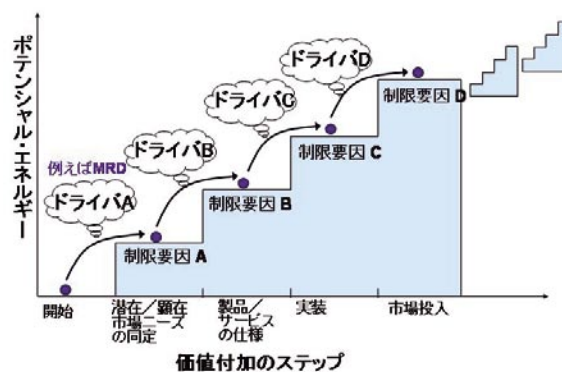 ポテンシャル・エネルギー
ドライバD
ドライバC
ドライバB
例えばMRD
ドライバA
制限要因 D
制限要因 C
制限要因 B
制限要因 A
開始
潜在／顕在
市場ニーズ
の同定
製品／
サービス
の仕様
実装
市場投入
価値付加のステップ